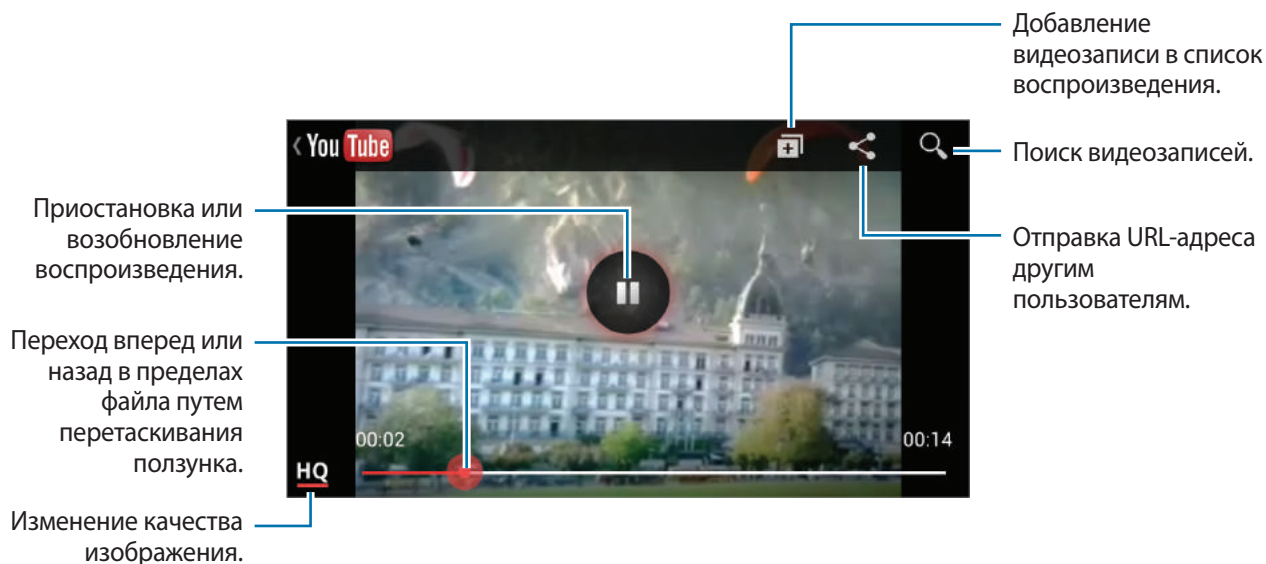 Добавление
видеозаписи в список
воспроизведения.
‹ You Tube
Поиск видеозаписей.
Приостановка или
возобновление
воспроизведения.
Отправка URL-адреса
другим
пользователям.
Переход вперед или
назад в пределах
файла путем
перетаскивания
ползунка.
00:02
00:14
HQ
Изменение качества
изображения.